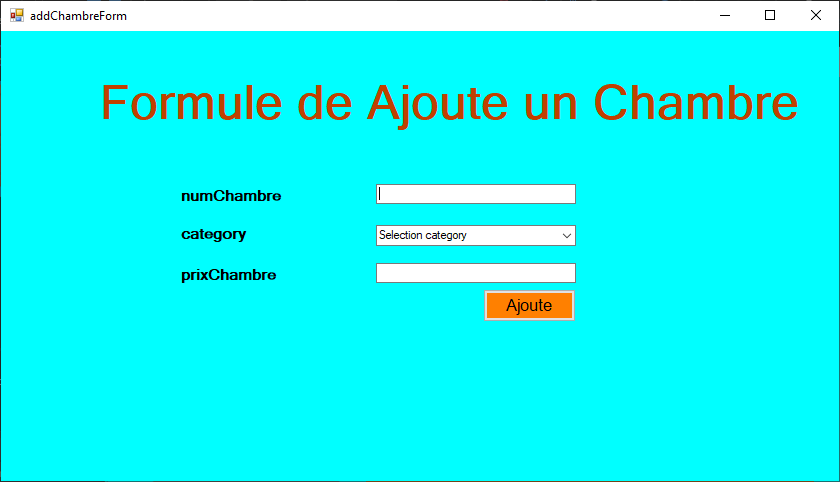 addChambreForm
Formule de Ajoute un Chambre
numChambre
category
Selection category
prixChambre
Ajoute